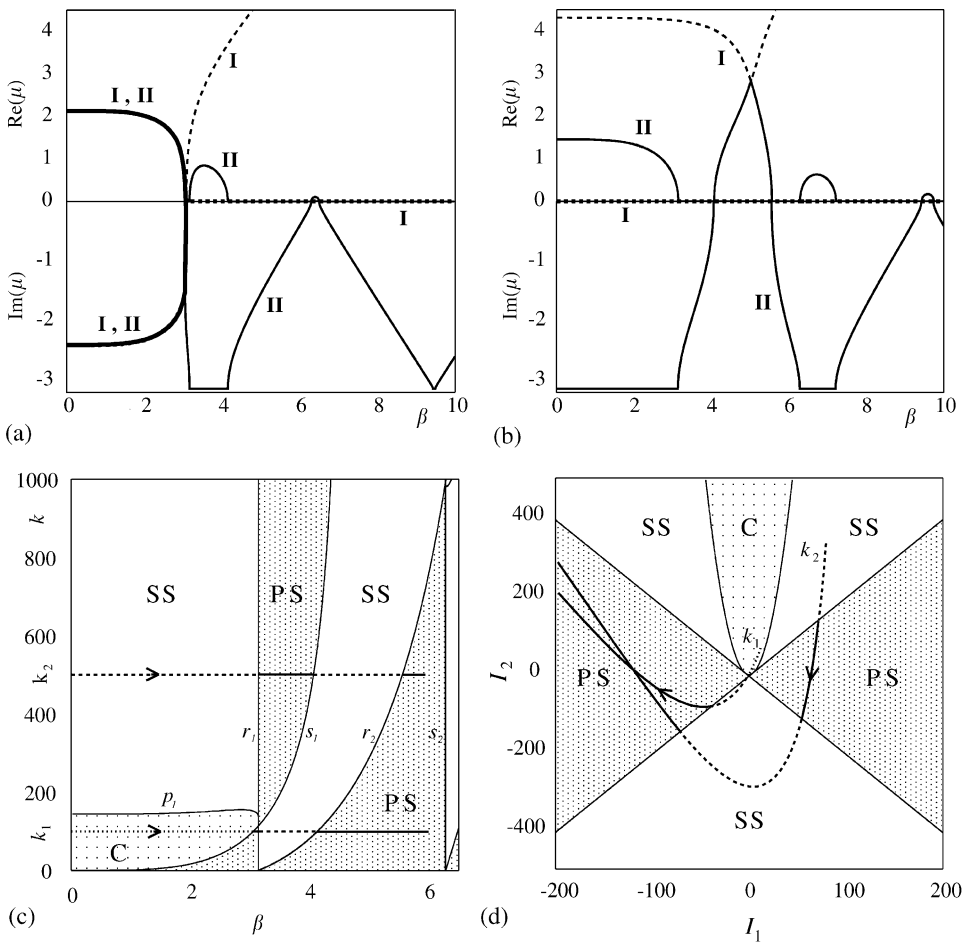 4
3
2
1
0
-1
-2
-3
Re(μ)
Im(μ)
I
I , II
II
I
II
I , II
0
2
4
6
8
10
β
(a)
4
3
2
1
0
-1
-2
-3
Re(μ)
Im(μ)
I
II
I
II
0
2
4
6
8
10
β
(b)
1000
k
800
600
k2
400
200
k1
0
SS
PS
SS
r1
s1
r2
s2
p1
PS
C
0
2
4
6
β
(c)
400
200
0
-200
-400
I2
SS
C
SS
k2
k1
PS
PS
SS
-200
-100
0
100
200
I1
(d)